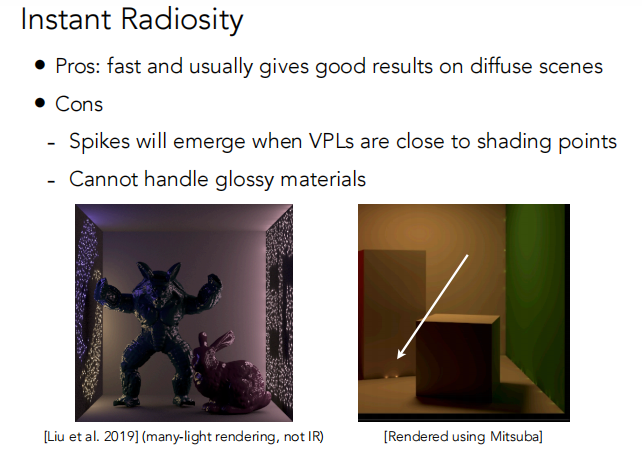 Instant Radiosity
● Pros: fast and usually gives good results on diffuse scenes
● Cons
- Spikes will emerge when VPLs are close to shading points
- Cannot handle glossy materials
[Liu et al. 2019] (many-light rendering, not IR)
[Rendered using Mitsuba]